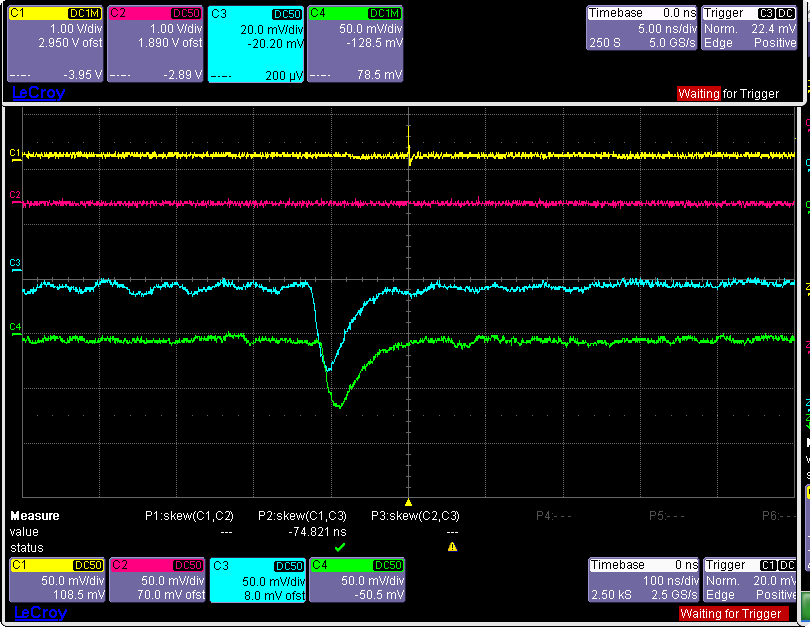 C1 DC1M C2 DC50 C3 DC50 C4 DC1M Timebase 0.0 ns Trigger C3 DC
1.00 V/div 1.00 V/div 20.0 mV/div 50.0 mV/div 5.00 ns/div Norm. 22.4 mV
2.950 V ofst 1.890 V ofst -20.20 mV -128.5 mV 250 S 5.0 GS/s Edge Positive
-3.95 V -2.89 V 200 µV 78.5 mV
LeCroy Waiting for Trigger
C1
C2
C3
C4
Measure P1:skew(C1,C2) P2:skew(C1,C3) P3:skew(C2,C3) P4:--- P5:--- P6:---
value --- -74.821 ns ---
status
C1 DC50 C2 DC50 C3 DC50 C4 DC50 Timebase 0 ns Trigger C1 DC
50.0 mV/div 50.0 mV/div 50.0 mV/div 50.0 mV/div 100 ns/div Norm. 20.0 mV
108.5 mV 70.0 mV ofst 8.0 mV ofst -50.5 mV 2.50 kS 2.5 GS/s Edge Positive
LeCroy Waiting for Trigger